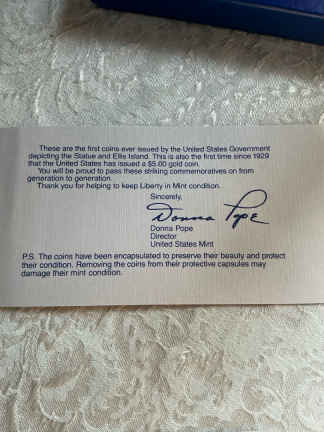 These are the first coins ever issued by the United States Government
depicting the Statue and Ellis Island. This is also the first time since 1929
that the United States has issued a $5.00 gold coin.
You will be proud to pass these striking commemoratives on from
generation to generation.
Thank you for helping to keep Liberty in Mint condition.
Sincerely,
Donna Pope
Donna Pope
Director
United States Mint
P.S. The coins have been encapsulated to preserve their beauty and protect
their condition. Removing the coins from their protective capsules may
damage their mint condition.